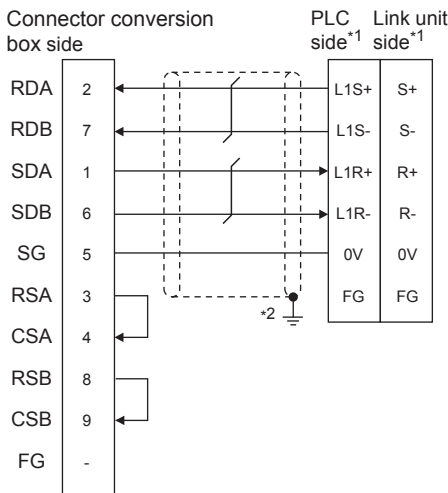 Connector conversion box side
PLC side*1
Link unit side*1
RDA 2 L1S+ S+
RDB 7 L1S- S-
SDA 1 L1R+ R+
SDB 6 L1R- R-
SG 5 0V 0V
RSA 3 FG FG
*2
CSA 4
RSB 8
CSB 9
FG -